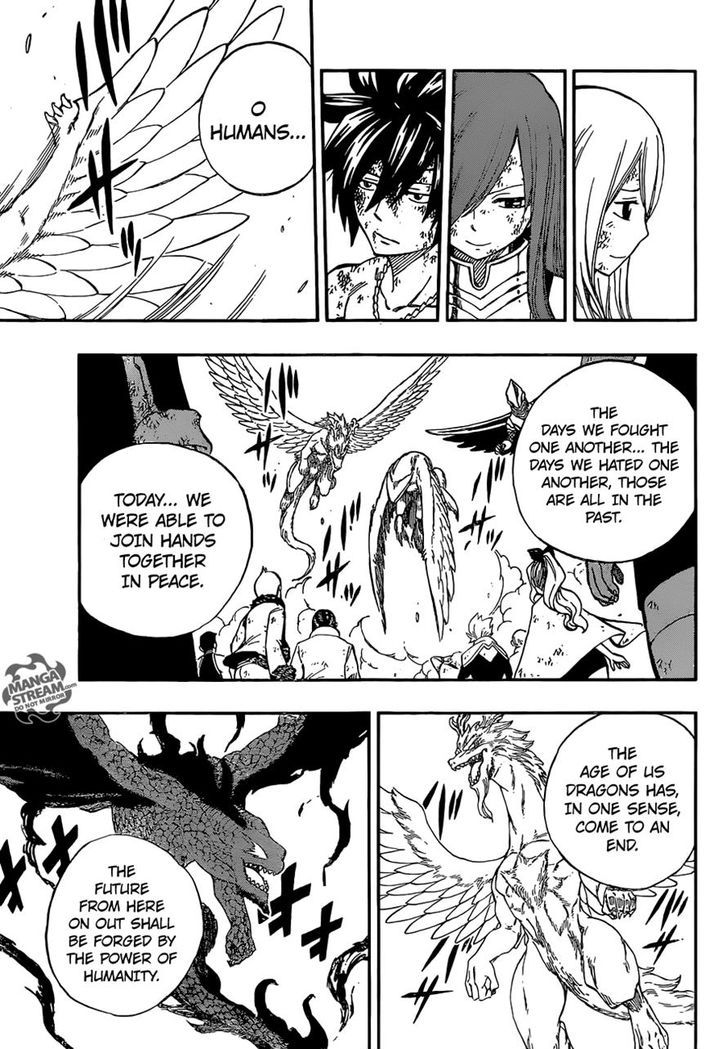 O
HUMANS...
THE
DAYS WE FOUGHT
ONE ANOTHER... THE
DAYS WE HATED ONE
ANOTHER, THOSE
ARE ALL IN THE
PAST.
TODAY... WE
WERE ABLE TO
JOIN HANDS
TOGETHER
IN PEACE.
MANGA
STREAM.com
DO NOT MIRROR
THE
AGE OF US
DRAGONS HAS,
IN ONE SENSE,
COME TO AN
END.
THE
FUTURE
FROM HERE
ON OUT SHALL
BE FORGED BY
THE POWER OF
HUMANITY.